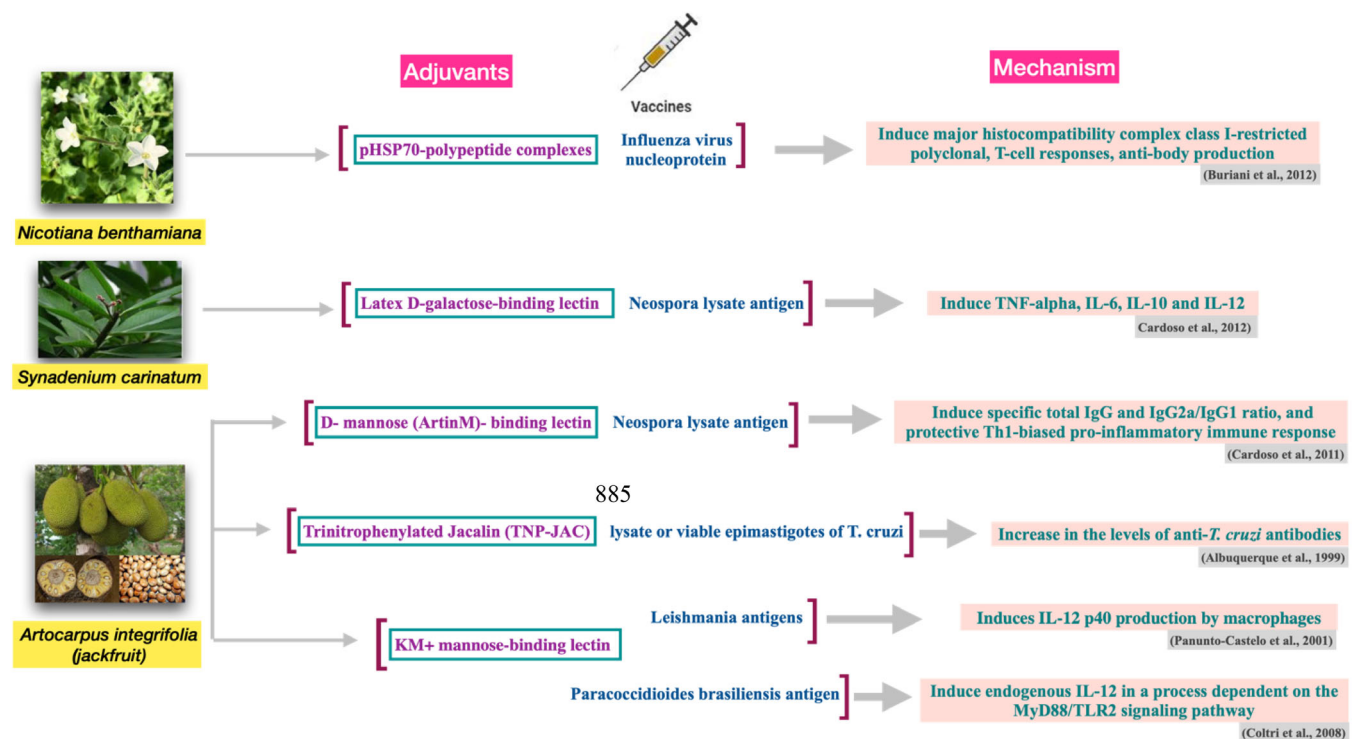 Adjuvants
Vaccines
Mechanism
Nicotiana benthamiana
[ pHSP70-polypeptide complexes
Influenza virus
nucleoprotein ]
Induce major histocompatibility complex class I-restricted
polyclonal, T-cell responses, anti-body production
(Buriani et al., 2012)
Synadenium carinatum
[ Latex D-galactose-binding lectin
Neospora lysate antigen ]
Induce TNF-alpha, IL-6, IL-10 and IL-12
Cardoso et al., 2012)
Artocarpus integrifolia
(jackfruit)
[ D- mannose (ArtinM)- binding lectin
Neospora lysate antigen ]
Induce specific total IgG and IgG2a/IgG1 ratio, and
protective Th1-biased pro-inflammatory immune response
(Cardoso et al., 2011)
885
[ Trinitrophenylated Jacalin (TNP-JAC)
lysate or viable epimastigotes of T. cruzi ]
Increase in the levels of anti-T. cruzi antibodies
(Albuquerque et al., 1999)
[ KM+ mannose-binding lectin
Leishmania antigens ]
Induces IL-12 p40 production by macrophages
(Panunto-Castelo et al., 2001)
Paracoccidioides brasiliensis antigen ]
Induce endogenous IL-12 in a process dependent on the
MyD88/TLR2 signaling pathway
(Coltri et al., 2008)